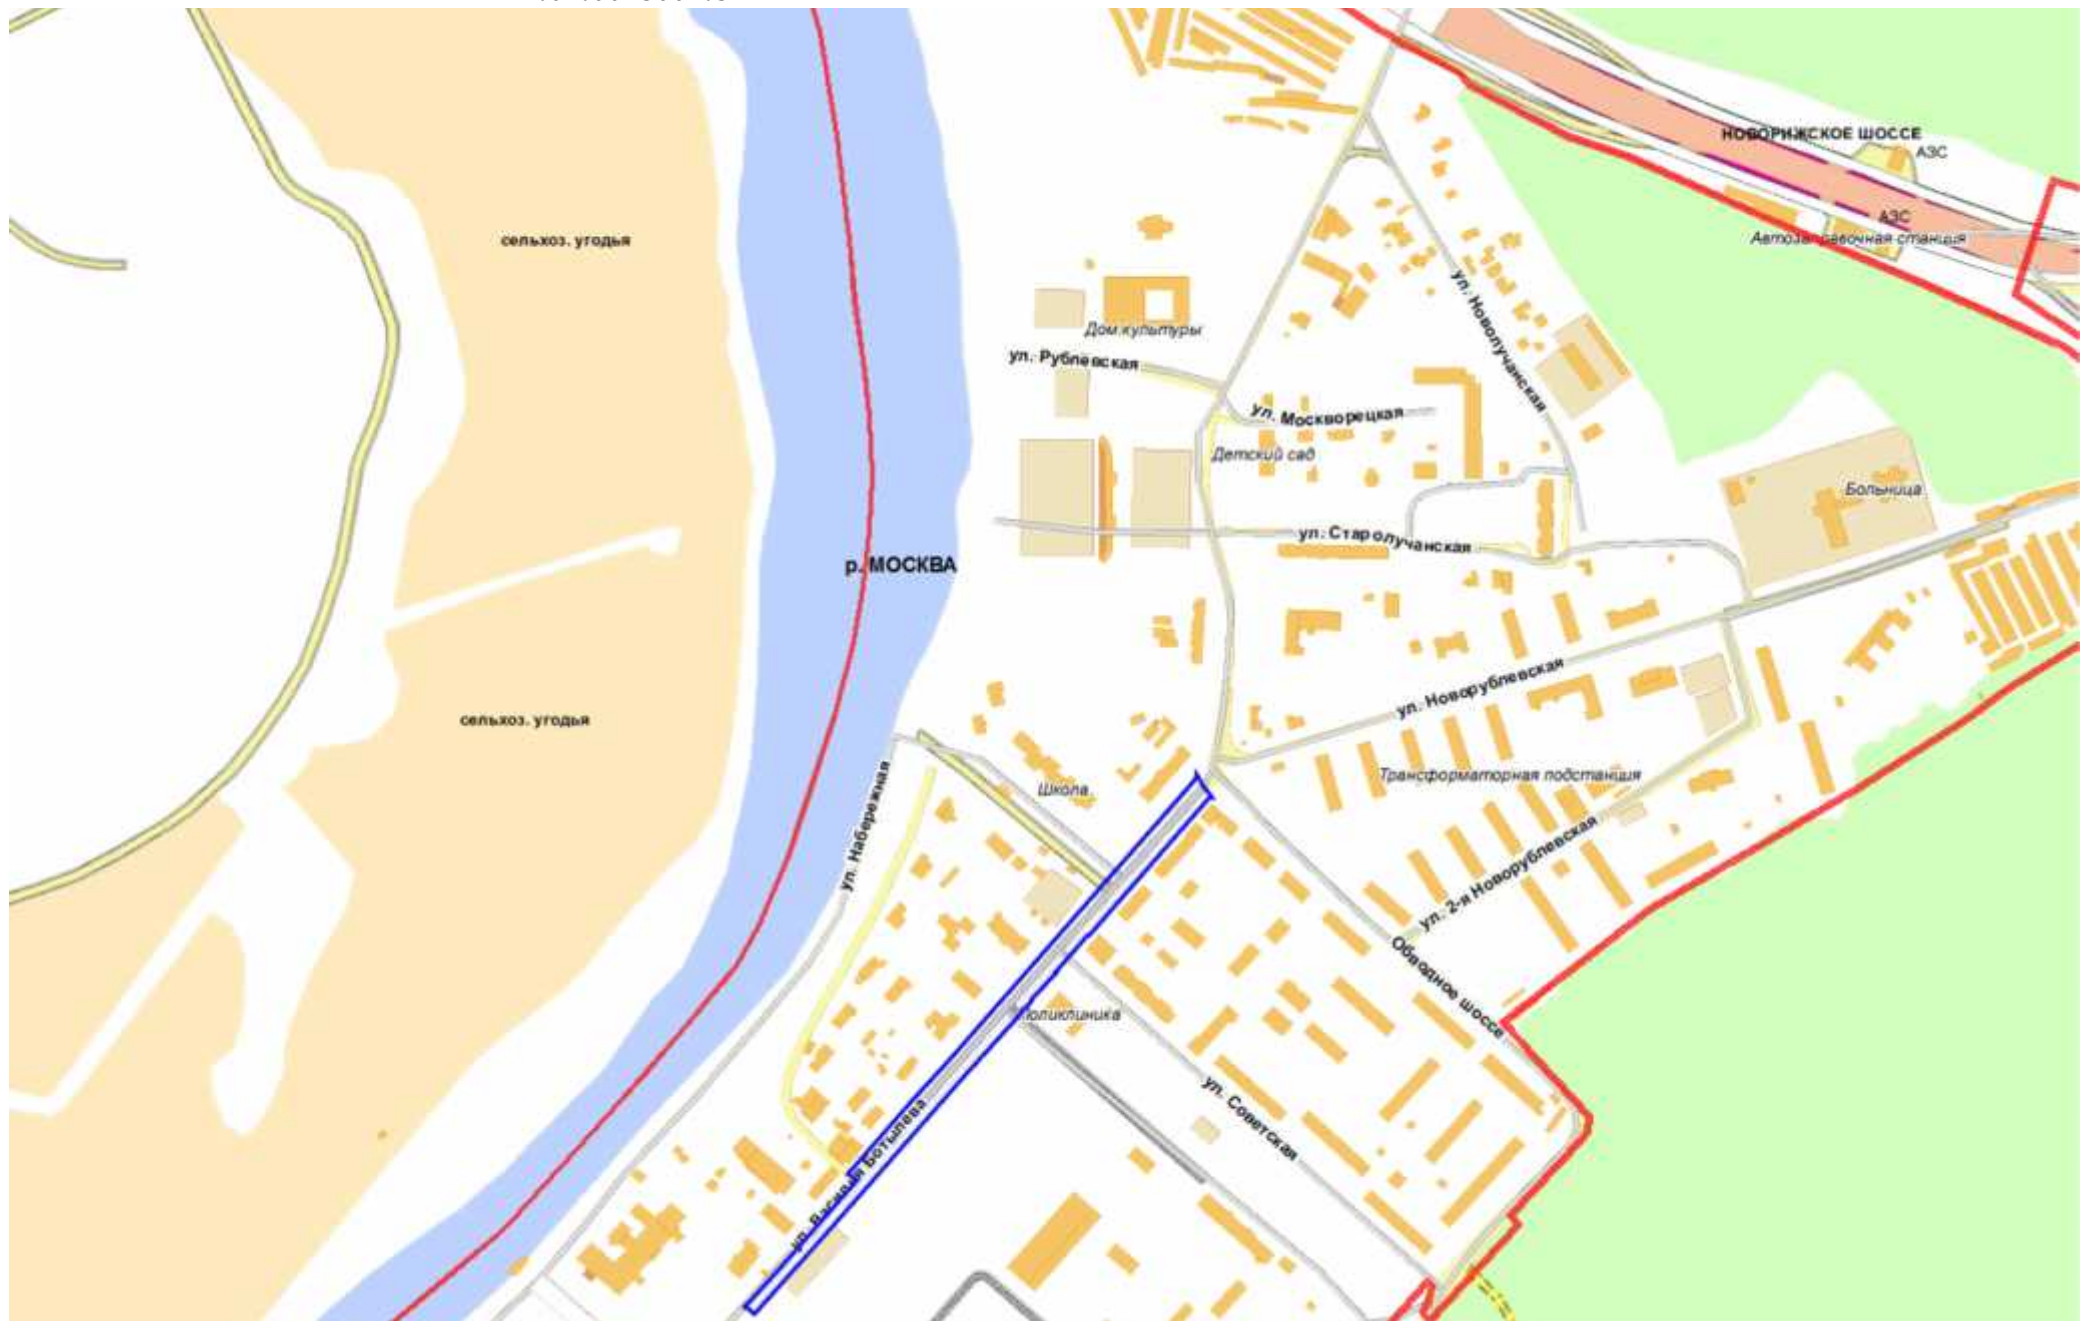 НОВОРИЖСКОЕ ШОССЕ
АЗС
АЗС
Автозаправочная станция
сельхоз. угодья
Дом культуры
ул. Рублевская
ул. Новолучанская
ул. Москворецкая
Детский сад
Больница
ул. Старолучанская
р. МОСКВА
ул. Новорублевская
сельхоз. угодья
Трансформаторная подстанция
Школа
ул. Набережная
ул. 2-я Новорублевская
Обводное шоссе
поликлиника
ул. Советская
ул. Василия Ботылева